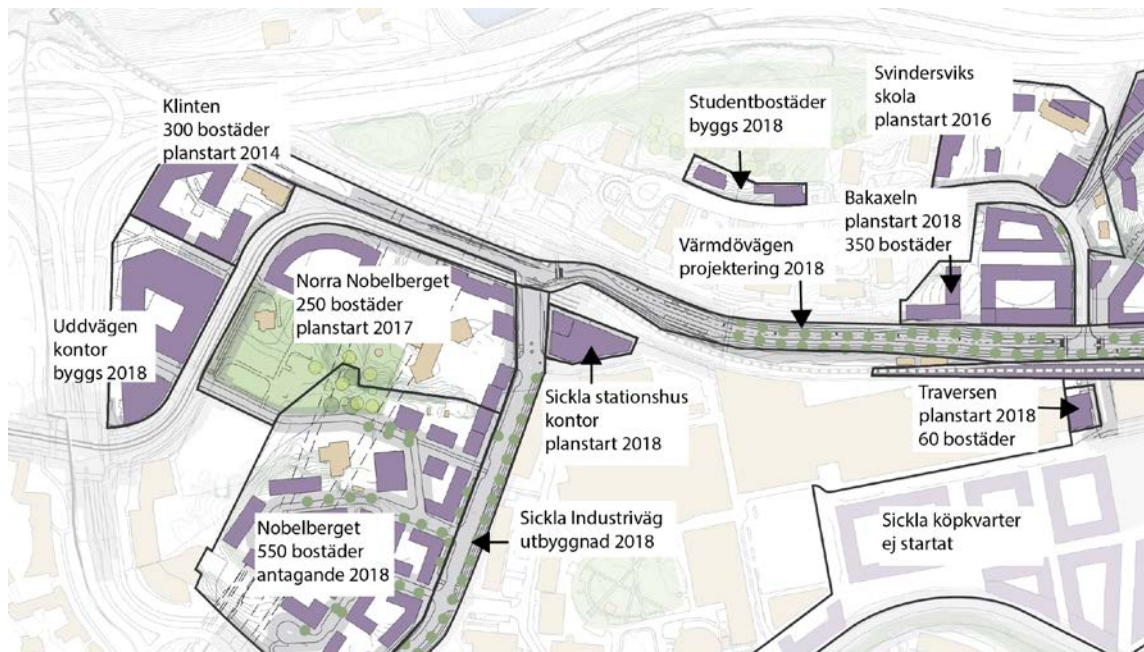 Klinten
300 bostäder
planstart 2014
Studentbostäder
byggs 2018
Svindersviks
skola
planstart 2016
Bakaxeln
planstart 2018
350 bostäder
Värmdövägen
projektering 2018
Norra Nobelberget
250 bostäder
planstart 2017
Uddvägen
kontor
byggs 2018
Sickla stationshus
kontor
planstart 2018
Traversen
planstart 2018
60 bostäder
Sickla Industriväg
utbyggnad 2018
Sickla köpkvarter
ej startat
Nobelberget
550 bostäder
antagande 2018